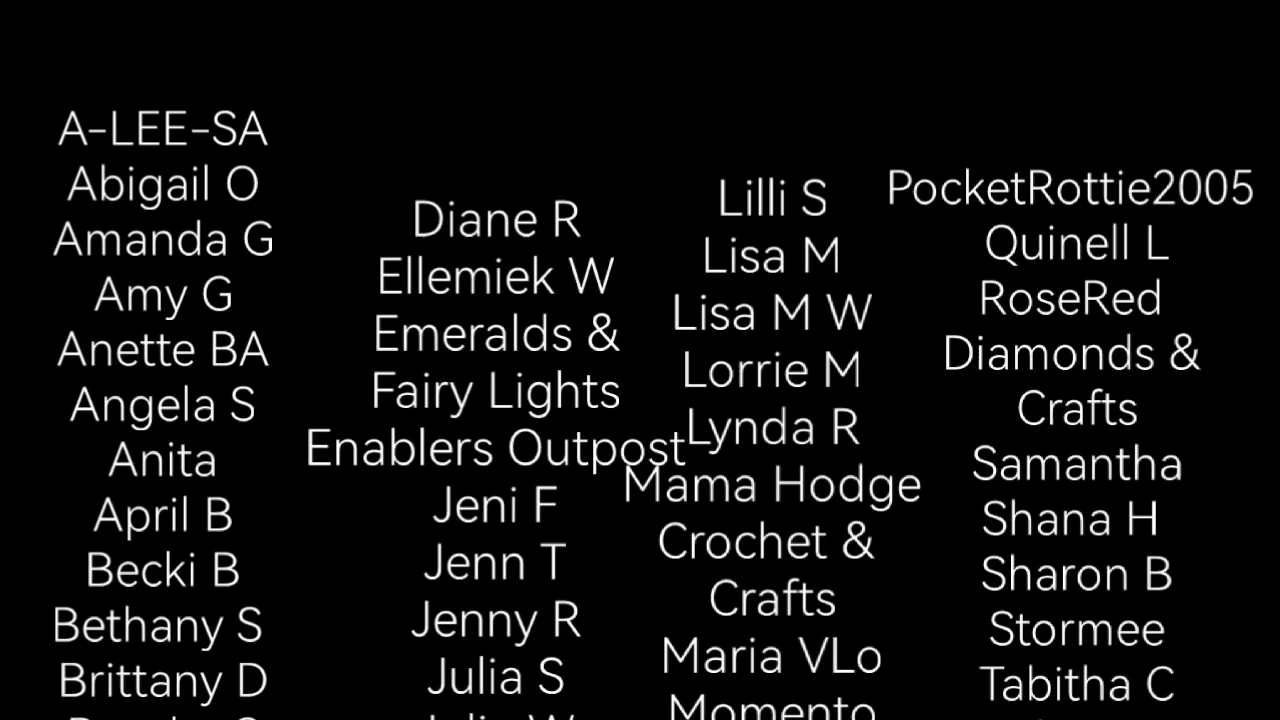 A-LEE-SA
Abigail O
Amanda G
Amy G
Anette BA
Angela S
Anita
April B
Becki B
Bethany S
Brittany D
Diane R
Ellemiek W
Emeralds &
Fairy Lights
Enablers Outpost
Jeni F
Jenn T
Jenny R
Julia S
Lilli S
Lisa M
Lisa M W
Lorrie M
Lynda R
Mama Hodge
Crochet &
Crafts
Maria VLo
Momento
PocketRottie2005
Quinell L
RoseRed
Diamonds &
Crafts
Samantha
Shana H
Sharon B
Stormee
Tabitha C